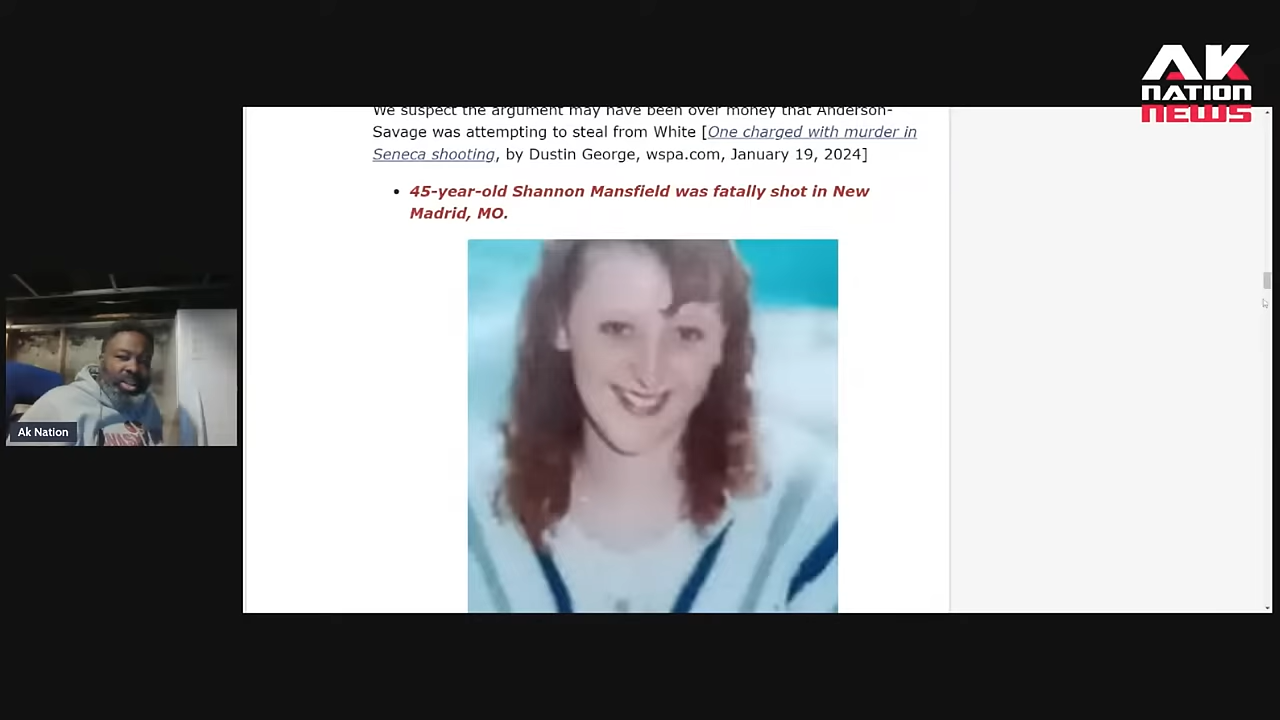 AK
NATION
NEWS
We suspect the argument may have been over money that Anderson-
Savage was attempting to steal from White [One charged with murder in
Seneca shooting, by Dustin George, wspa.com, January 19, 2024]
• 45-year-old Shannon Mansfield was fatally shot in New
Madrid, MO.
Ak Nation